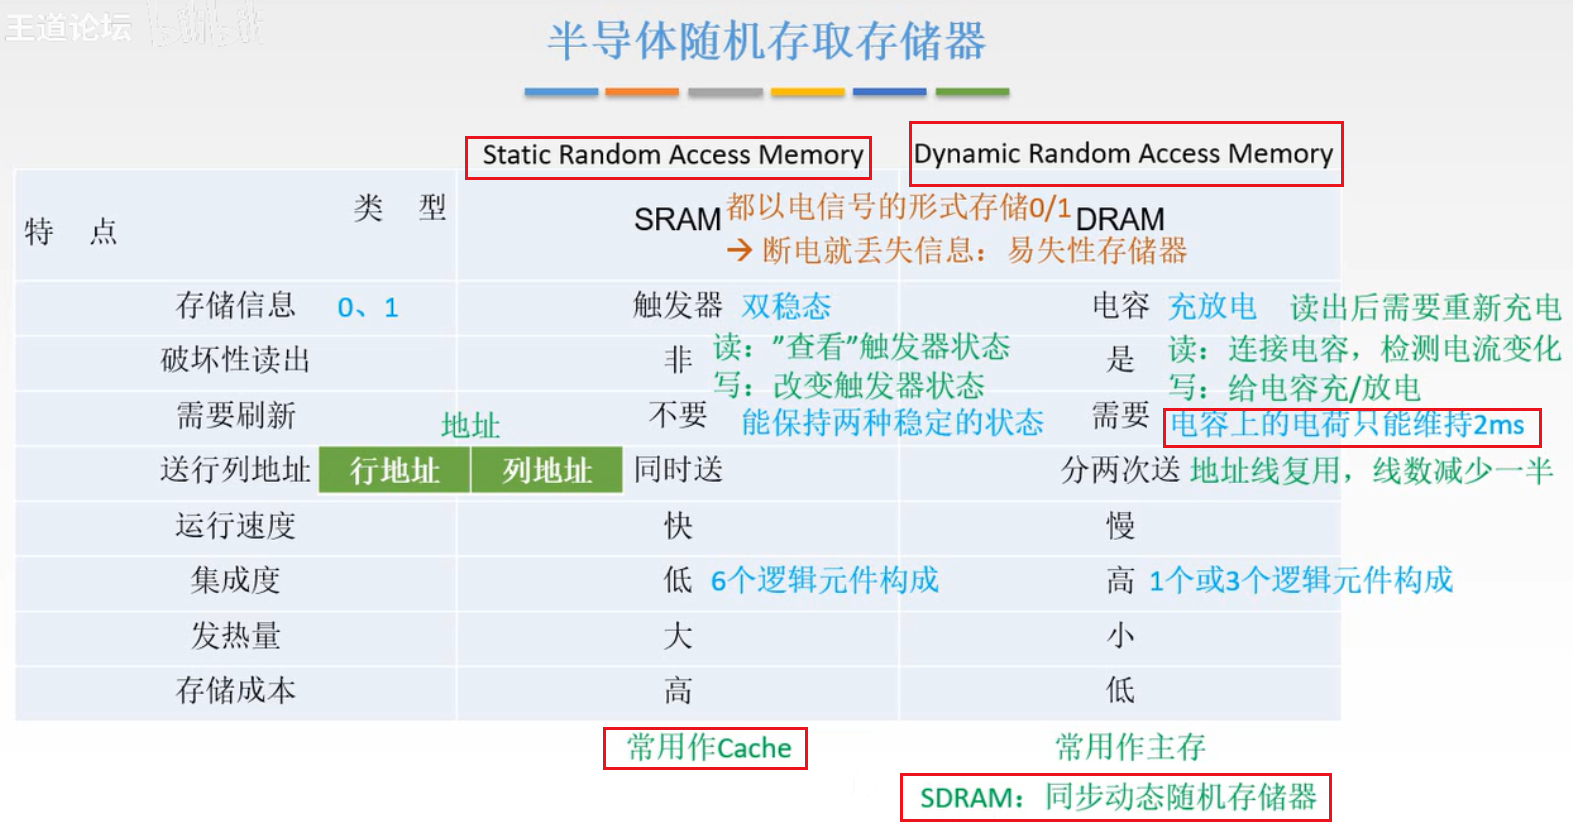 王道论坛
半导体随机存取存储器
Static Random Access Memory
Dynamic Random Access Memory
特 点
类 型
SRAM
都以电信号的形式存储0/1
→ 断电就丢失信息：易失性存储器
DRAM
存储信息 0、1 触发器 双稳态 电容 充放电 读出后需要重新充电
破坏性读出 非 读："查看"触发器状态 是 读：连接电容，检测电流变化
写：改变触发器状态 写：给电容充/放电
需要刷新 不要 能保持两种稳定的状态 需要 电容上的电荷只能维持2ms
地址
送行列地址 行地址 列地址 同时送 分两次送 地址线复用，线数减少一半
运行速度 快 慢
集成度 低 6个逻辑元件构成 高 1个或3个逻辑元件构成
发热量 大 小
存储成本 高 低
常用作Cache 常用作主存
SDRAM：同步动态随机存储器